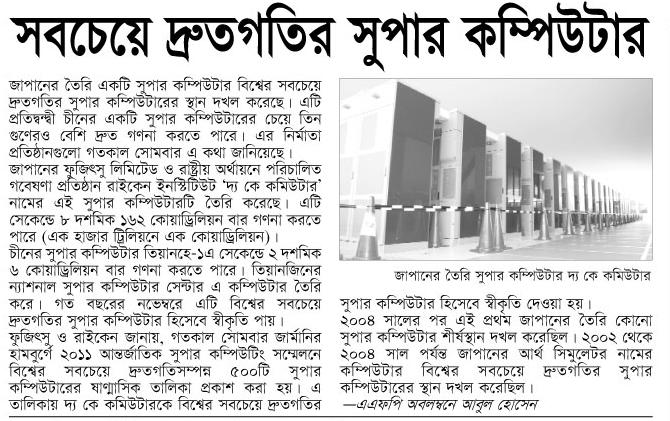 সবচেয়ে দ্রুতগতির সুপার কম্পিউটার
জাপানের তৈরি একটি সুপার কম্পিউটার বিশ্বের সবচেয়ে
দ্রুতগতির সুপার কম্পিউটারের স্থান দখল করেছে। এটি
প্রতিদ্বন্দ্বী চীনের একটি সুপার কম্পিউটারের চেয়ে তিন
গুণেরও বেশি দ্রুত গণনা করতে পারে। এর নির্মাতা
প্রতিষ্ঠানগুলো গতকাল সোমবার এ কথা জানিয়েছে।
জাপানের ফুজিৎসু লিমিটেড ও রাষ্ট্রীয় অর্থায়নে পরিচালিত
গবেষণা প্রতিষ্ঠান রাইকেন ইনস্টিটিউট ‘দ্য কে কমিউটার’
নামের এই সুপার কম্পিউটারটি তৈরি করেছে। এটি
সেকেন্ডে ৮ দশমিক ১৬২ কোয়াড্রিলিয়ন বার গণনা করতে
পারে (এক হাজার ট্রিলিয়নে এক কোয়াড্রিলিয়ন)।
চীনের সুপার কম্পিউটার তিয়ানহে-১এ সেকেন্ডে ২ দশমিক
৬ কোয়াড্রিলিয়ন বার গণনা করতে পারে। তিয়ানজিনের
ন্যাশনাল সুপার কম্পিউটার সেন্টার এ কম্পিউটার তৈরি
করে। গত বছরের নভেম্বরে এটি বিশ্বের সবচেয়ে
দ্রুতগতির সুপার কম্পিউটার হিসেবে স্বীকৃতি পায়।
ফুজিৎসু ও রাইকেন জানায়, গতকাল সোমবার জার্মানির
হামবুর্গে ২০১১ আন্তর্জাতিক সুপার কম্পিউটিং সম্মেলনে
বিশ্বের সবচেয়ে দ্রুতগতিসম্পন্ন ৫০০টি সুপার
কম্পিউটারের ষাণ্মাসিক তালিকা প্রকাশ করা হয়। এ
তালিকায় দ্য কে কমিউটারকে বিশ্বের সবচেয়ে দ্রুতগতির
জাপানের তৈরি সুপার কম্পিউটার দ্য কে কমিউটার
সুপার কম্পিউটার হিসেবে স্বীকৃতি দেওয়া হয়।
২০০৪ সালের পর এই প্রথম জাপানের তৈরি কোনো
সুপার কম্পিউটার শীর্ষস্থান দখল করেছিল। ২০০২ থেকে
২০০৪ সাল পর্যন্ত জাপানের আর্থ সিমুলেটর নামের
কম্পিউটার বিশ্বের সবচেয়ে দ্রুতগতির সুপার
কম্পিউটারের স্থান দখল করেছিল।
—এএফপি অবলম্বনে আবুল হোসেন